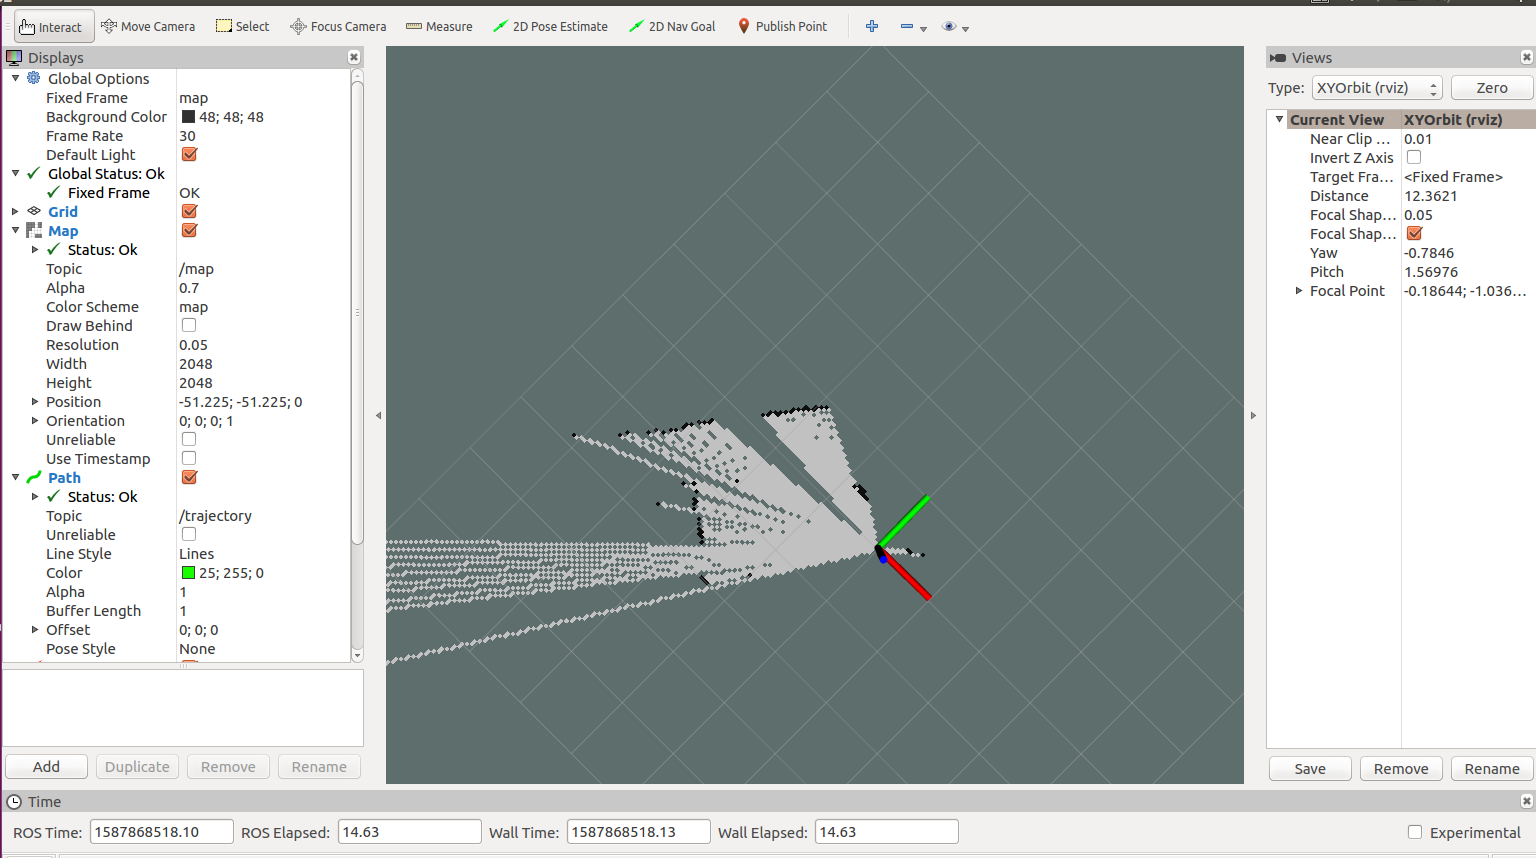 Interact Move Camera Select Focus Camera Measure 2D Pose Estimate 2D Nav Goal Publish Point
Displays
Global Options
Fixed Frame map
Background Color 48; 48; 48
Frame Rate 30
Default Light
Global Status: Ok
Fixed Frame OK
Grid
Map
Status: Ok
Topic /map
Alpha 0.7
Color Scheme map
Draw Behind
Resolution 0.05
Width 2048
Height 2048
Position -51.225; -51.225; 0
Orientation 0; 0; 0; 1
Unreliable
Use Timestamp
Path
Status: Ok
Topic /trajectory
Unreliable
Line Style Lines
Color 25; 255; 0
Alpha 1
Buffer Length 1
Offset 0; 0; 0
Pose Style None
Add Duplicate Remove Rename
Views
Type: XYOrbit (rviz) Zero
Current View XYOrbit (rviz)
Near Clip ... 0.01
Invert Z Axis
Target Fra... <Fixed Frame>
Distance 12.3621
Focal Shap... 0.05
Focal Shap...
Yaw -0.7846
Pitch 1.56976
Focal Point -0.18644; -1.036...
Save Remove Rename
Time
ROS Time: 1587868518.10 ROS Elapsed: 14.63 Wall Time: 1587868518.13 Wall Elapsed: 14.63 Experimental